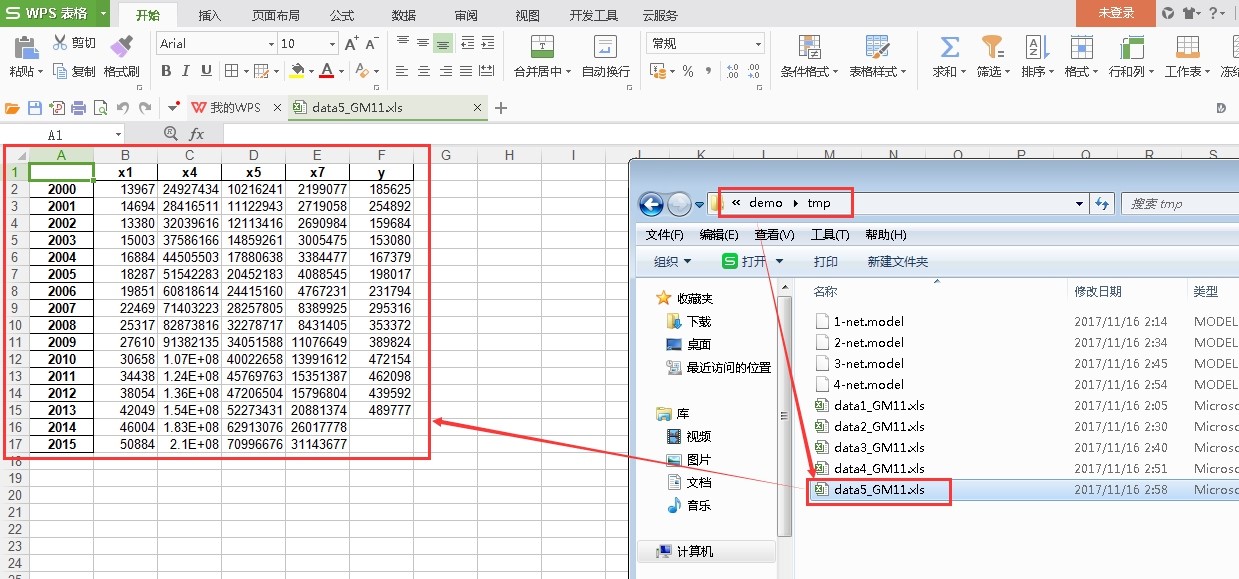 S WPS 表格 开始 插入 页面布局 公式 数据 审阅 视图 开发工具 云服务 未登录 ?
粘贴 剪切 复制 格式刷 Arial 10 A+ A- B I U A 合并居中 自动换行 常规 % 条件格式 表格样式 求和 筛选 排序 格式 行和列 工作表
我的WPS × data5_GM11.xls × +
A1 fx
A B C D E F G H I J K L M N O P Q R S
1 x1 x4 x5 x7 y
2 2000 13967 24927434 10216241 2199077 185625
3 2001 14694 28416511 11122943 2719058 254892
4 2002 13380 32039616 12113416 2690984 159684
5 2003 15003 37586166 14859261 3005475 153080
6 2004 16884 44505503 17880638 3384477 167379
7 2005 18287 51542283 20452183 4088545 198017
8 2006 19851 60818614 24415160 4767231 231794
9 2007 22469 71403223 28257805 8389925 295316
10 2008 25317 82873816 32278717 8431405 353372
11 2009 27610 91382135 34051588 11076649 389824
12 2010 30658 1.07E+08 40022658 13991612 472154
13 2011 34438 1.24E+08 45769763 15351387 462098
14 2012 38054 1.36E+08 47206504 15796804 439592
15 2013 42049 1.54E+08 52273431 20881374 489777
16 2014 46004 1.83E+08 62913076 26017778
17 2015 50884 2.1E+08 70996676 31143677
18
19
20
21
22
23
24
25
« demo ▸ tmp 搜索 tmp
文件(F) 编辑(E) 查看(V) 工具(T) 帮助(H)
组织 打开 打印 新建文件夹
收藏夹
下载
桌面
最近访问的位置
库
视频
图片
文档
音乐
计算机
名称 修改日期 类型
1-net.model 2017/11/16 2:14 MODEL
2-net.model 2017/11/16 2:34 MODEL
3-net.model 2017/11/16 2:45 MODEL
4-net.model 2017/11/16 2:54 MODEL
data1_GM11.xls 2017/11/16 2:05 Microso
data2_GM11.xls 2017/11/16 2:30 Microso
data3_GM11.xls 2017/11/16 2:40 Microso
data4_GM11.xls 2017/11/16 2:51 Microso
data5_GM11.xls 2017/11/16 2:58 Microso